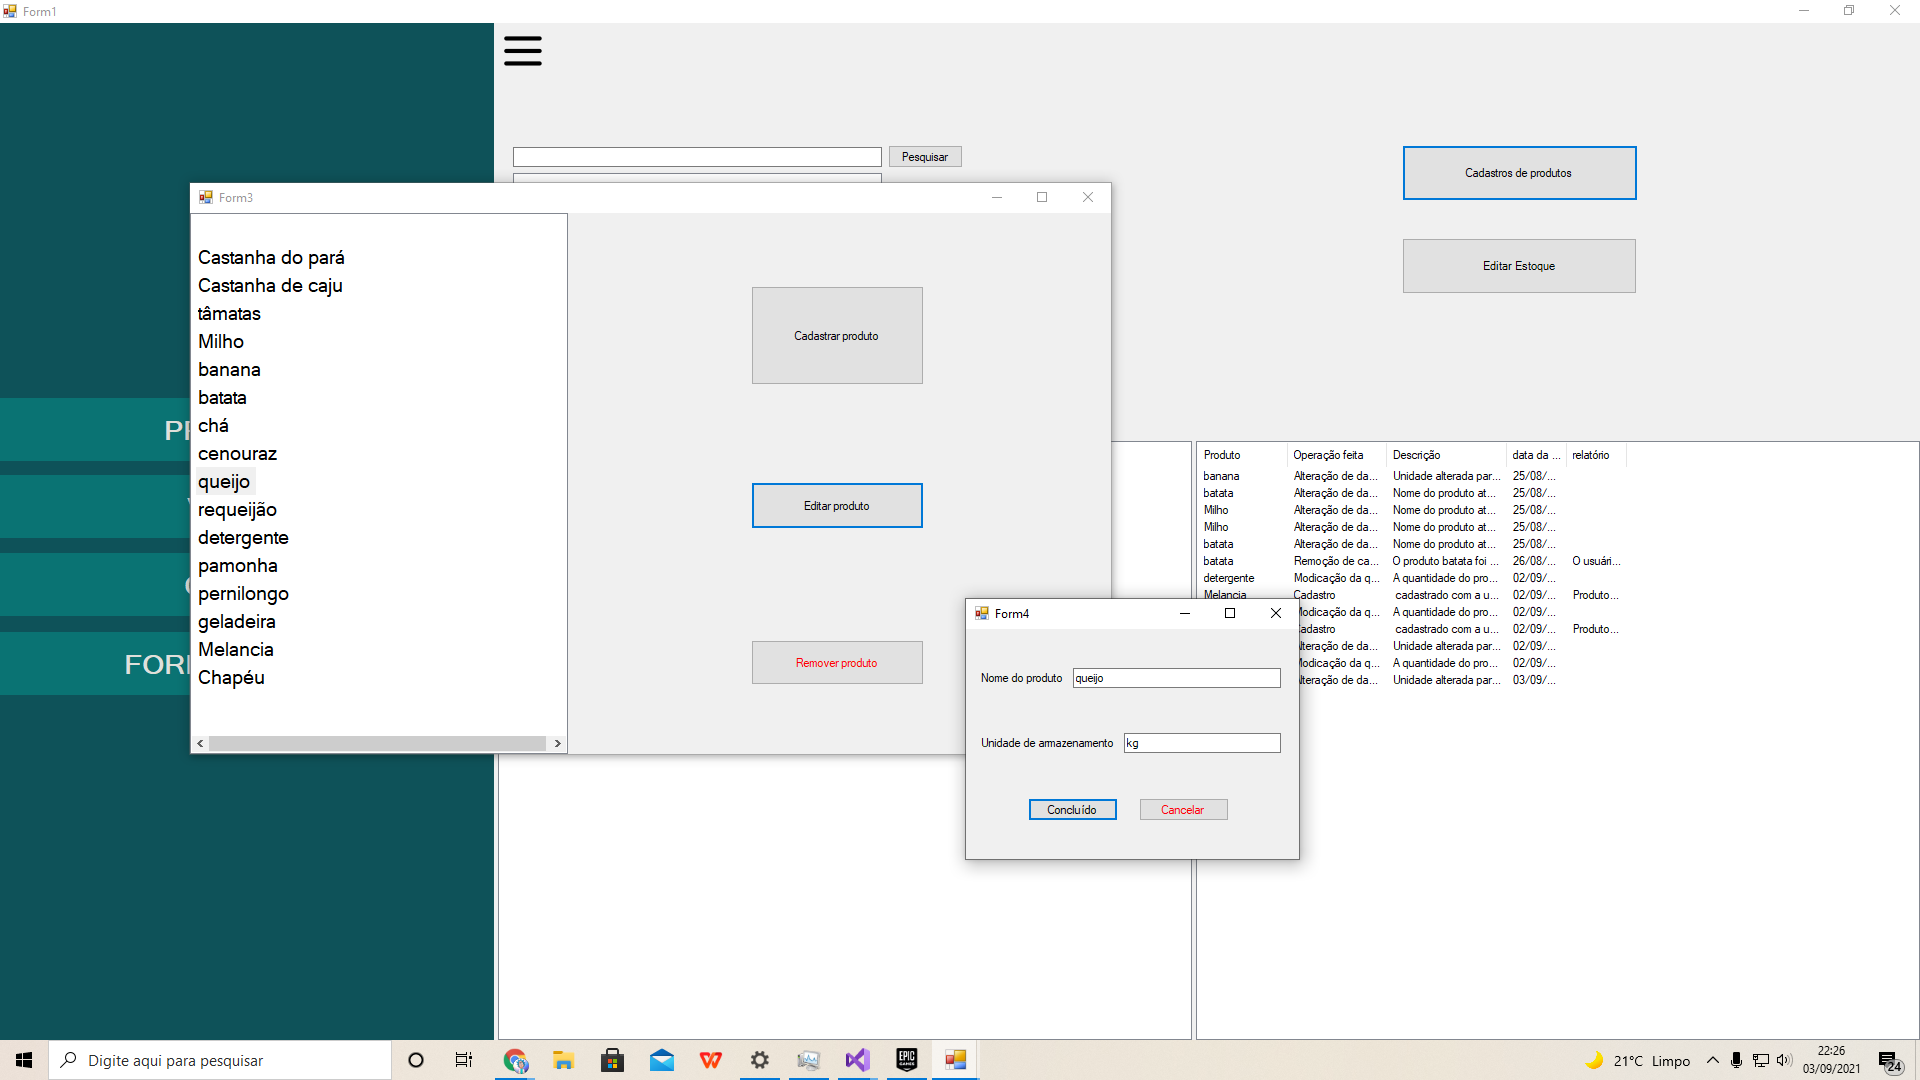 Form1
Pesquisar
Cadastros de produtos
Editar Estoque
FOR
Form3
Castanha do pará
Castanha de caju
tâmatas
Milho
banana
batata
chá
cenouraz
queijo
requeijão
detergente
pamonha
pernilongo
geladeira
Melancia
Chapéu
Cadastrar produto
Editar produto
Remover produto
Produto Operação feita Descrição data da ... relatório
banana Alteração de da... Unidade alterada par... 25/08/...
batata Alteração de da... Nome do produto at... 25/08/...
Milho Alteração de da... Nome do produto at... 25/08/...
Milho Alteração de da... Nome do produto at... 25/08/...
batata Alteração de da... Nome do produto at... 25/08/...
batata Remoção de ca... O produto batata foi ... 26/08/... O usuári...
detergente Modicação da q... A quantidade do pro... 02/09/...
Melancia Cadastro cadastrado com a u... 02/09/... Produto...
Modicação da q... A quantidade do pro... 02/09/...
Cadastro cadastrado com a u... 02/09/... Produto...
Alteração de da... Unidade alterada par... 02/09/...
Modicação da q... A quantidade do pro... 02/09/...
Alteração de da... Unidade alterada par... 03/09/...
Form4
Nome do produto queijo
Unidade de armazenamento kg
Concluído Cancelar
Digite aqui para pesquisar
EPIC GAMES
21°C Limpo
22:26
03/09/2021
24